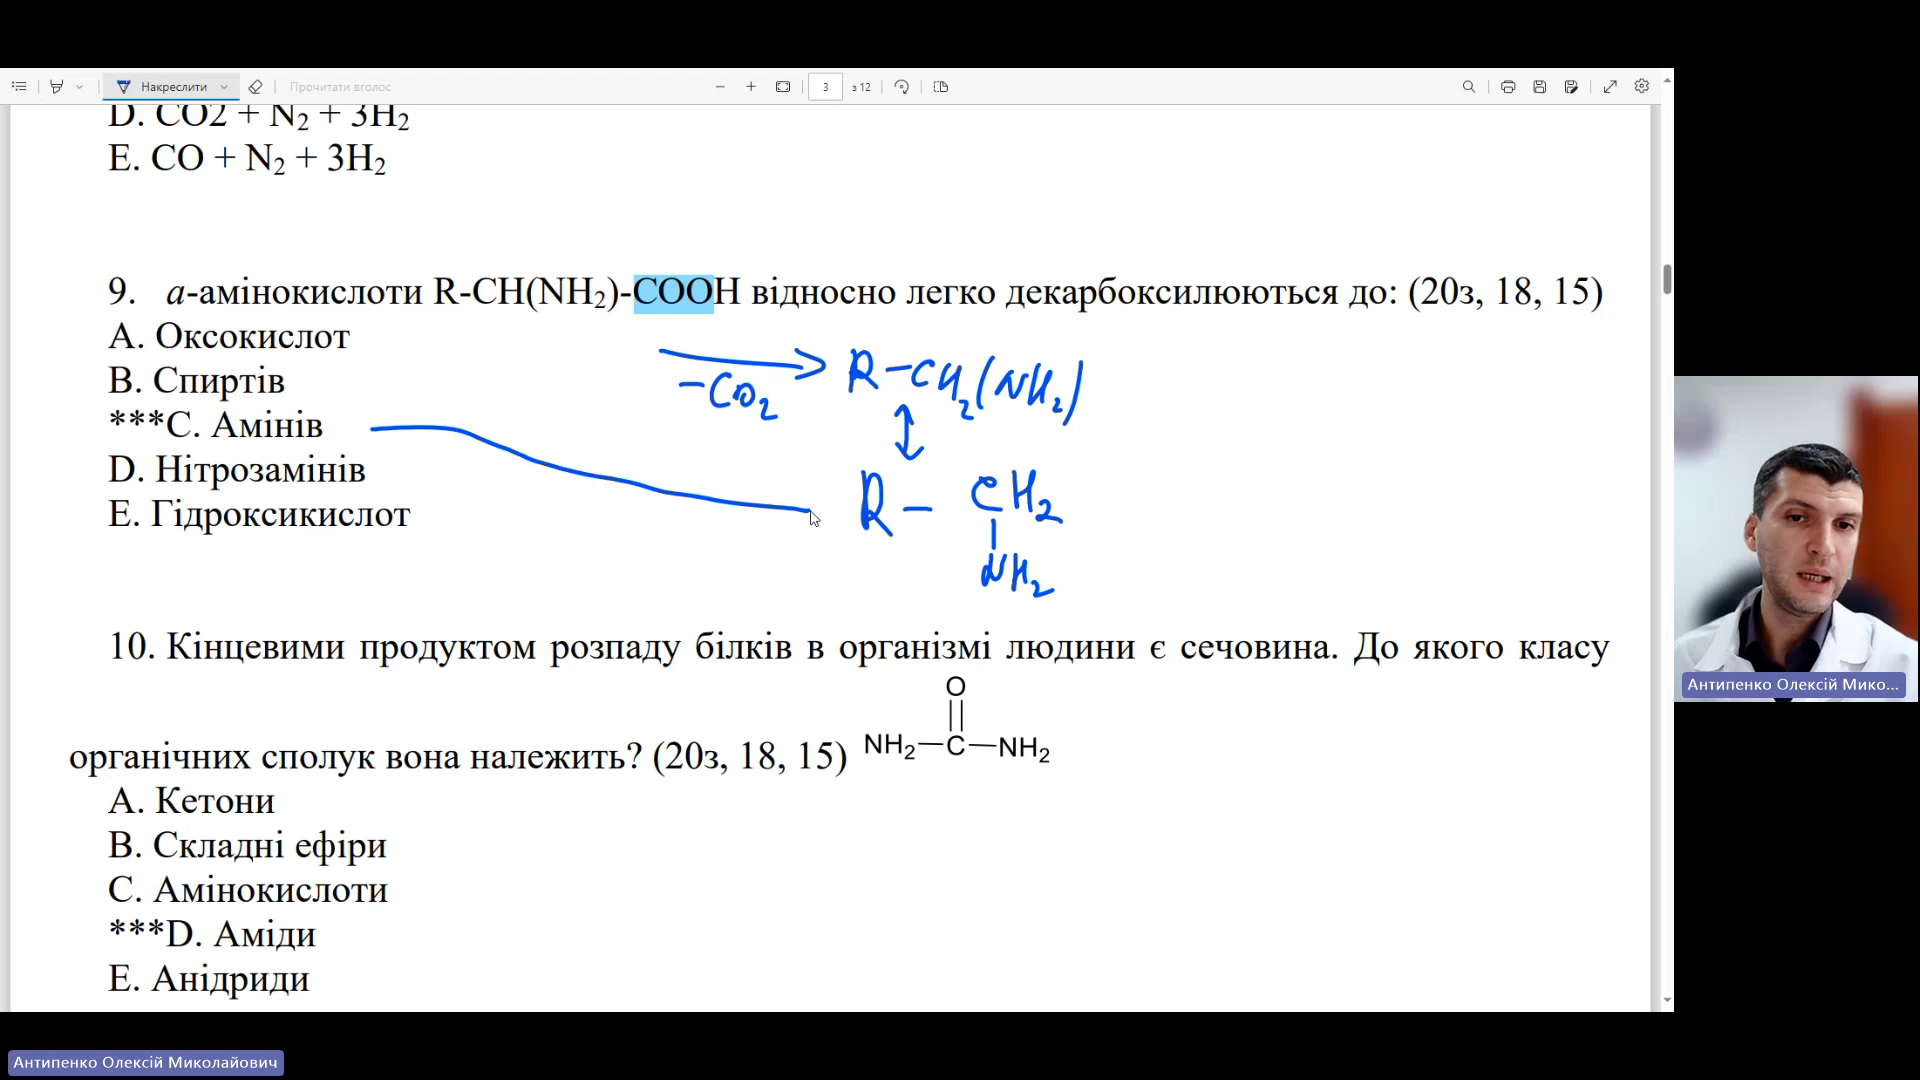 Накреслити
Прочитати вголос
3
з 12
D. CO2 + N₂ + 3H₂
E. CO + N₂ + 3H₂
9. a-амінокислоти R-CH(NH₂)-COOH відносно легко декарбоксилюються до: (20з, 18, 15)
A. Оксокислот
B. Спиртів
***C. Амінів
D. Нітрозамінів
E. Гідроксикислот
-CO₂
R-CH₂(NH₂)
R- CH₂
NH₂
10. Кінцевими продуктом розпаду білків в організмі людини є сечовина. До якого класу
органічних сполук вона належить? (20з, 18, 15)
O
NH₂-C-NH₂
A. Кетони
B. Складні ефіри
C. Амінокислоти
***D. Аміди
E. Анідриди
Антипенко Олексій Мико...
Антипенко Олексій Миколайович